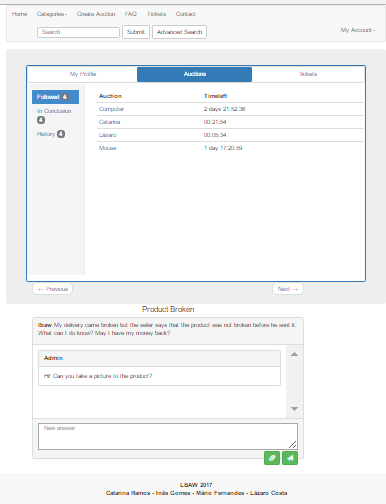 Home Categories Create Auction FAQ Tickets Contact
Search Submit Advanced Search My Account
My Profile Auctions Tickets
Followed 4
In Conclusion 4
History 4
Auction Timeleft
Computer 2 days 21:52:36
Catarina 00:21:54
Lázaro 00:05:34
Mouse 1 day 17:20:59
← Previous Next →
Product Broken
lbaw My delivery came broken but the seller says that the product was not broken before he sent it.
What can I do know? May I have my money back?
Admin
Hi! Can you take a picture to the product?
New answer
LBAW 2017
Catarina Ramos - Inês Gomes - Mário Fernandes - Lázaro Costa